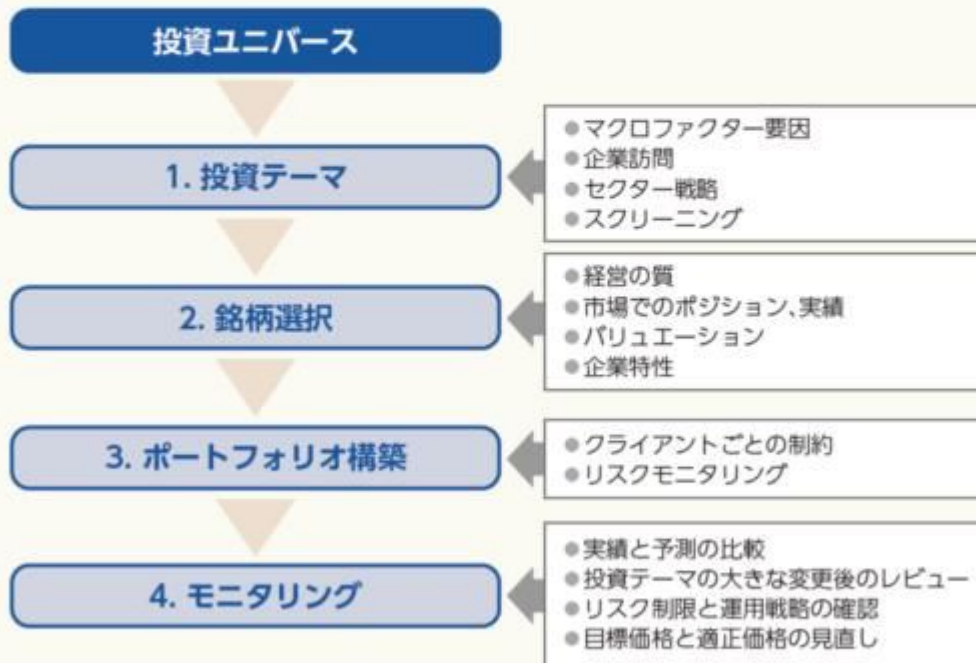 投資ユニバース
1. 投資テーマ
●マクロファクター要因
●企業訪問
●セクター戦略
●スクリーニング
2. 銘柄選択
●経営の質
●市場でのポジション、実績
●バリュエーション
●企業特性
3. ポートフォリオ構築
●クライアントごとの制約
●リスクモニタリング
4. モニタリング
●実績と予測の比較
●投資テーマの大きな変更後のレビュー
●リスク制限と運用戦略の確認
●目標価格と適正価格の見直し